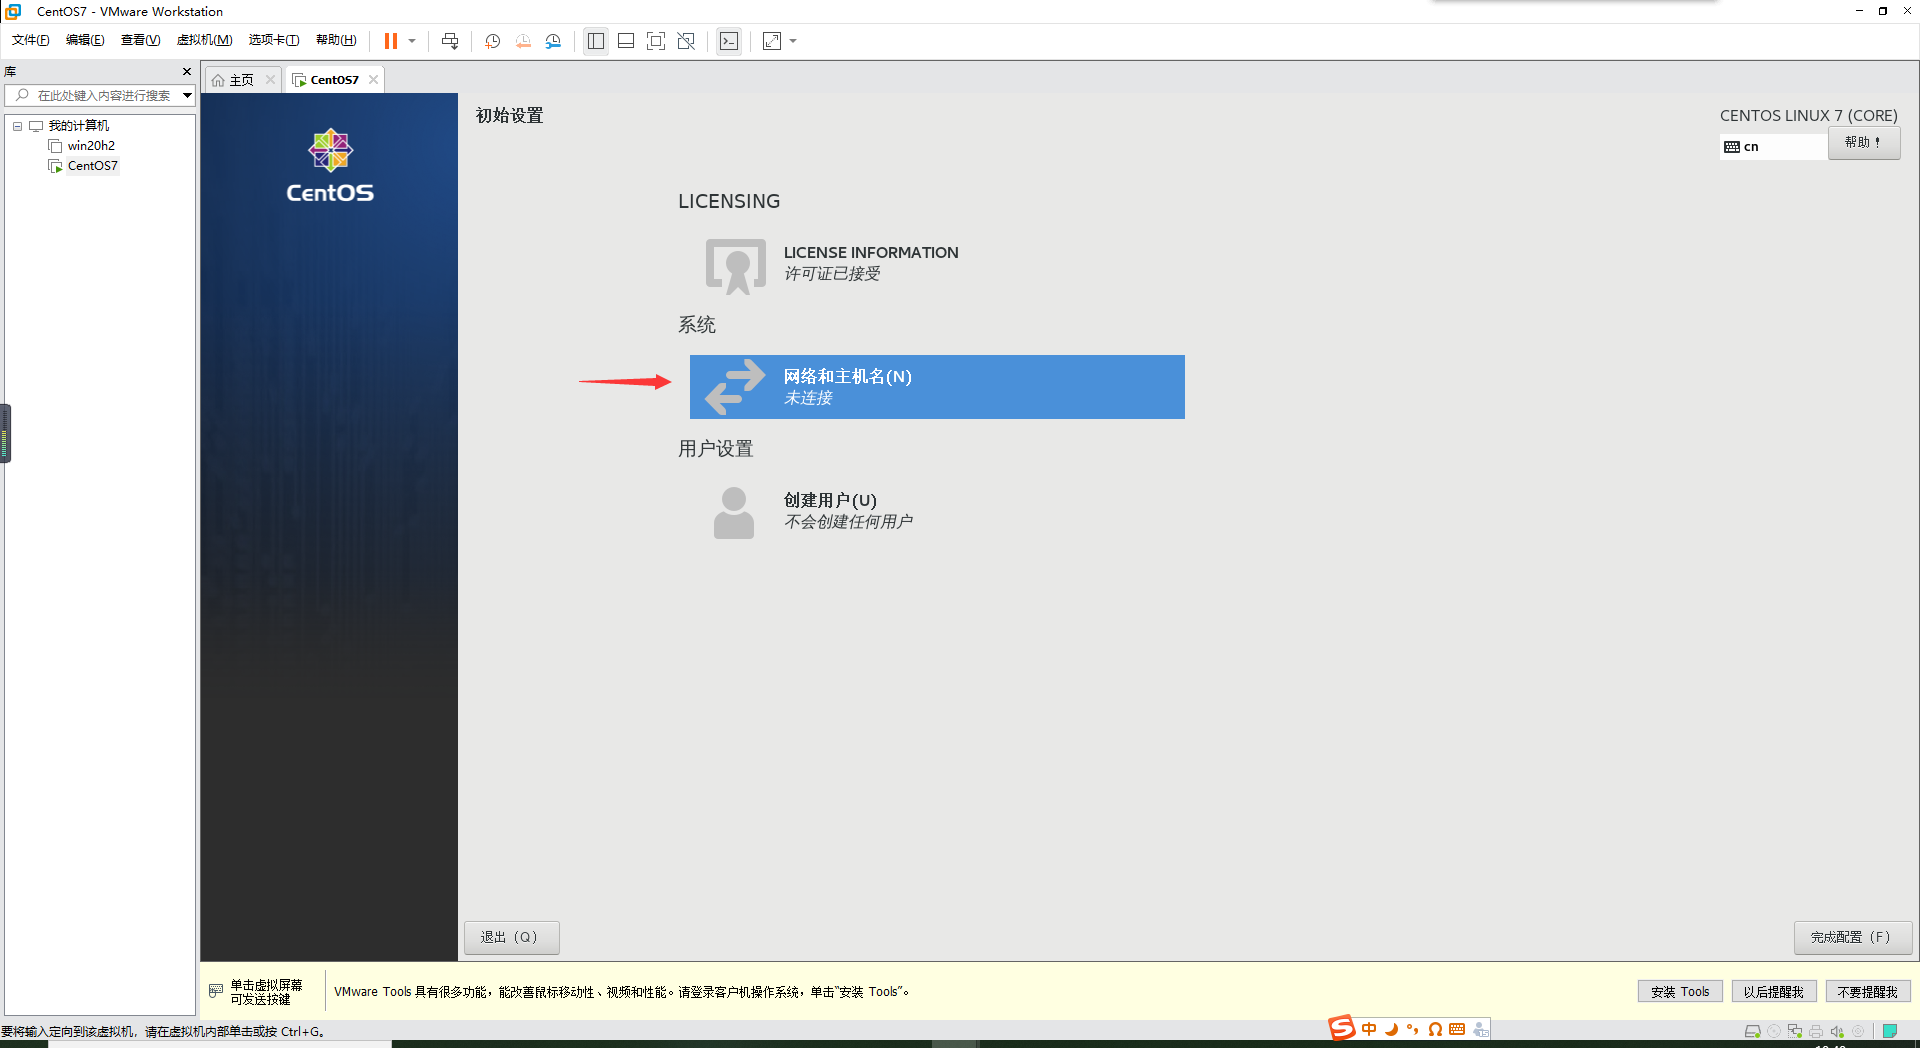 CentOS7 - VMware Workstation
文件(F) 编辑(E) 查看(V) 虚拟机(M) 选项卡(T) 帮助(H)
库
主页
CentOS7
在此处键入内容进行搜索
我的计算机
win20h2
CentOS7
CentOS
初始设置
CENTOS LINUX 7 (CORE)
cn
帮助！
LICENSING
LICENSE INFORMATION
许可证已接受
系统
网络和主机名(N)
未连接
用户设置
创建用户(U)
不会创建任何用户
退出（Q）
完成配置（F）
单击虚拟屏幕
可发送按键
VMware Tools 具有很多功能，能改善鼠标移动性、视频和性能。请登录客户机操作系统，单击“安装 Tools”。
安装 Tools
以后提醒我
不要提醒我
要将输入定向到该虚拟机，请在虚拟机内部单击或按 Ctrl+G。
中